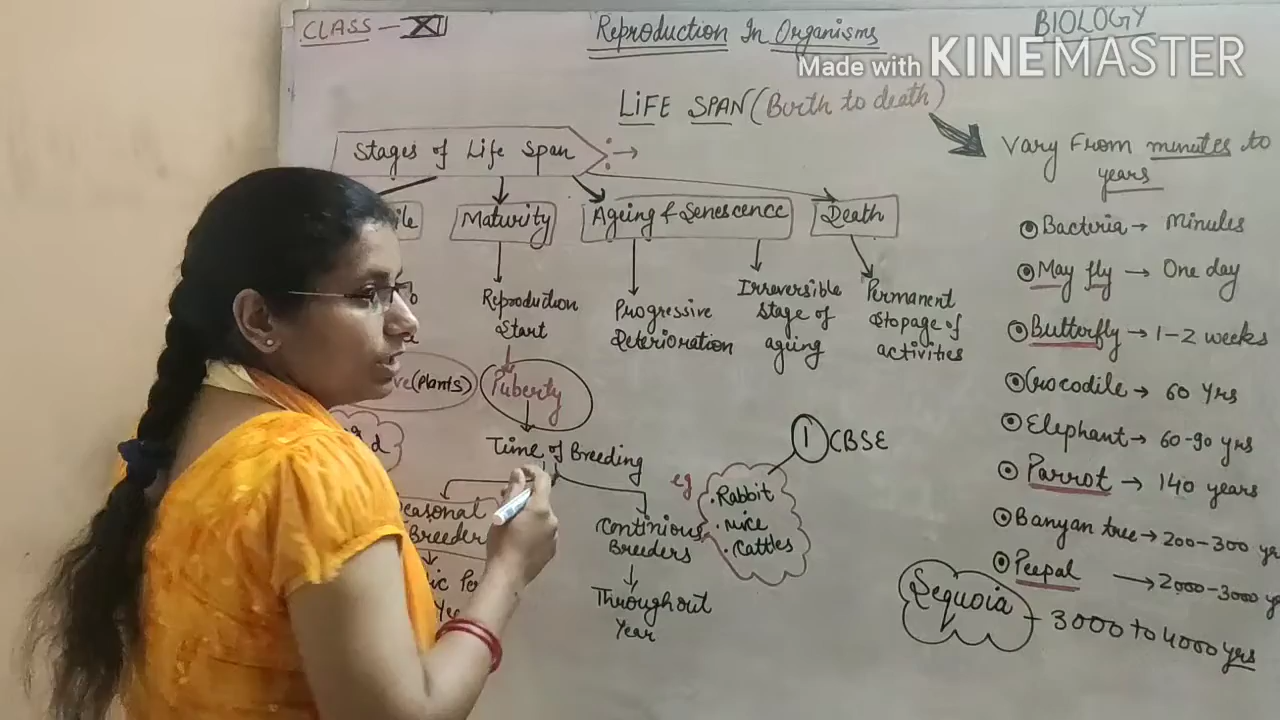 CLASS - XII
Reproduction In Organisms
BIOLOGY
Made with KINEMASTER
LIFE SPAN (Birth to death)
Vary From minutes to
years
Stages of Life Span
Maturity
Ageing & Senescence
Death
Reproduction
Start
Progressive
Deterioration
Irreversible
Stage of
ageing
Permanent
Stopage of
activities
(Plants)
Puberty
Time of Breeding
Seasonal
Breeder
Continious
Breeders
Throughout
Year
eg
Rabbit
mice
Cattles
1 CBSE
Bacteria → Minutes
May fly → One day
Butterfly → 1-2 weeks
Crocodile → 60 Yrs
Elephant → 60-90 yrs
Parrot → 140 years
Banyan tree → 200-300
Peepal → 2000-3000
Sequoia - 3000 to 4000 yrs